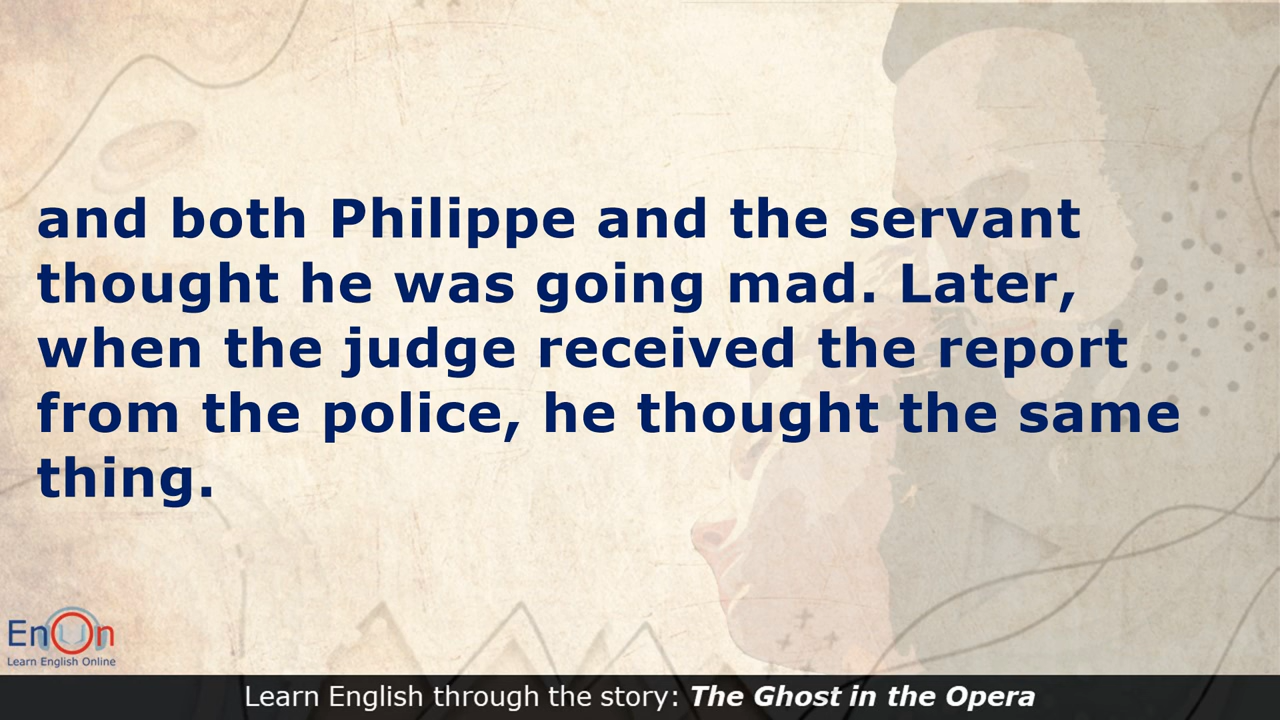 and both Philippe and the servant
thought he was going mad. Later,
when the judge received the report
from the police, he thought the same
thing.
EnOn
Learn English Online
Learn English through the story: The Ghost in the Opera